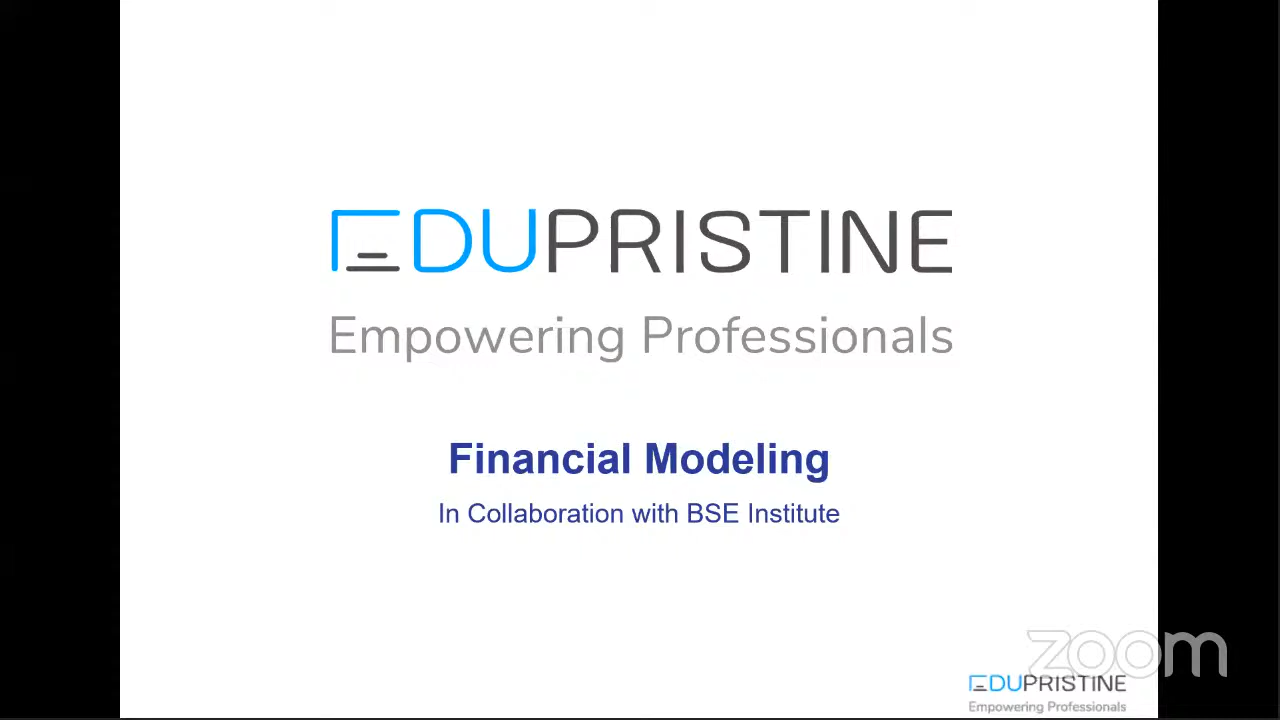 EDUPRISTINE
Empowering Professionals
Financial Modeling
In Collaboration with BSE Institute
zoom
EDUPRISTINE
Empowering Professionals